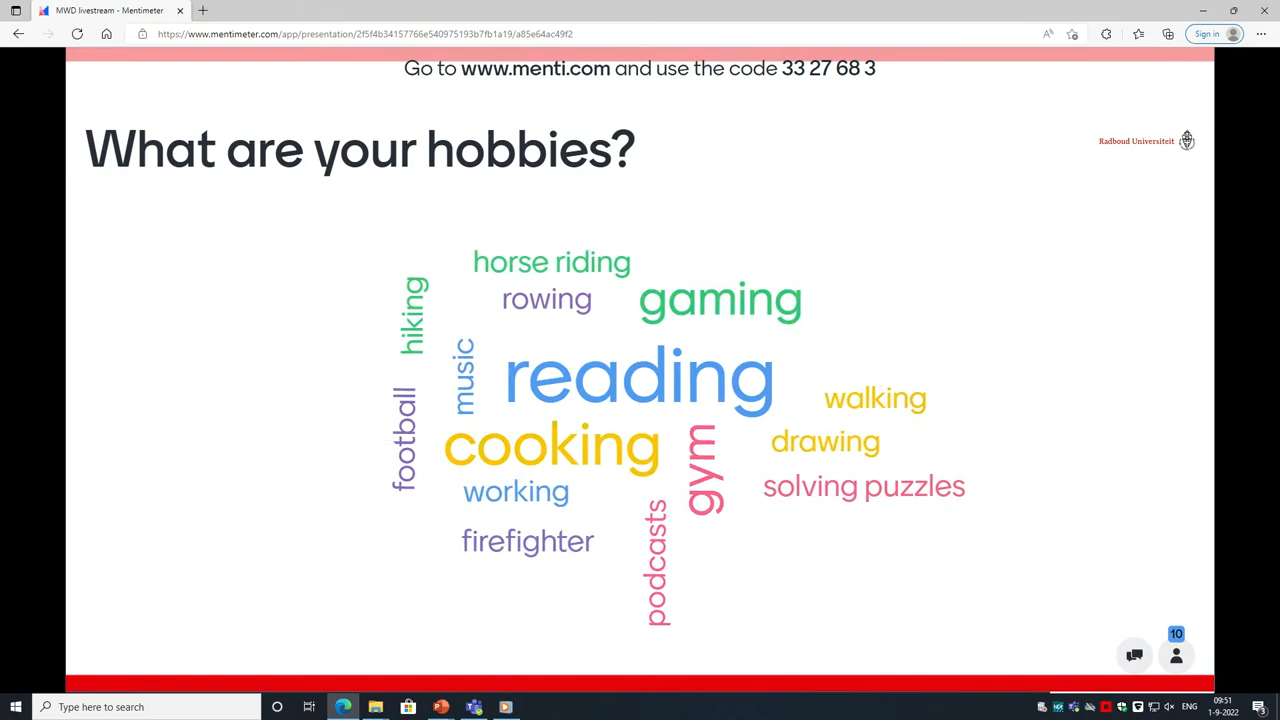 MWD livestream - Mentimeter
https://www.mentimeter.com/app/presentation/2f5f4b34157766e540975193b7fb1a19/a85e64ac49f2
Sign in
Go to www.menti.com and use the code 33 27 68 3
What are your hobbies?
Radboud Universiteit
horse riding
hiking
rowing
gaming
music
reading
football
walking
cooking
gym
drawing
working
solving puzzles
firefighter
podcasts
10
Type here to search
ENG
09:51
1-9-2022